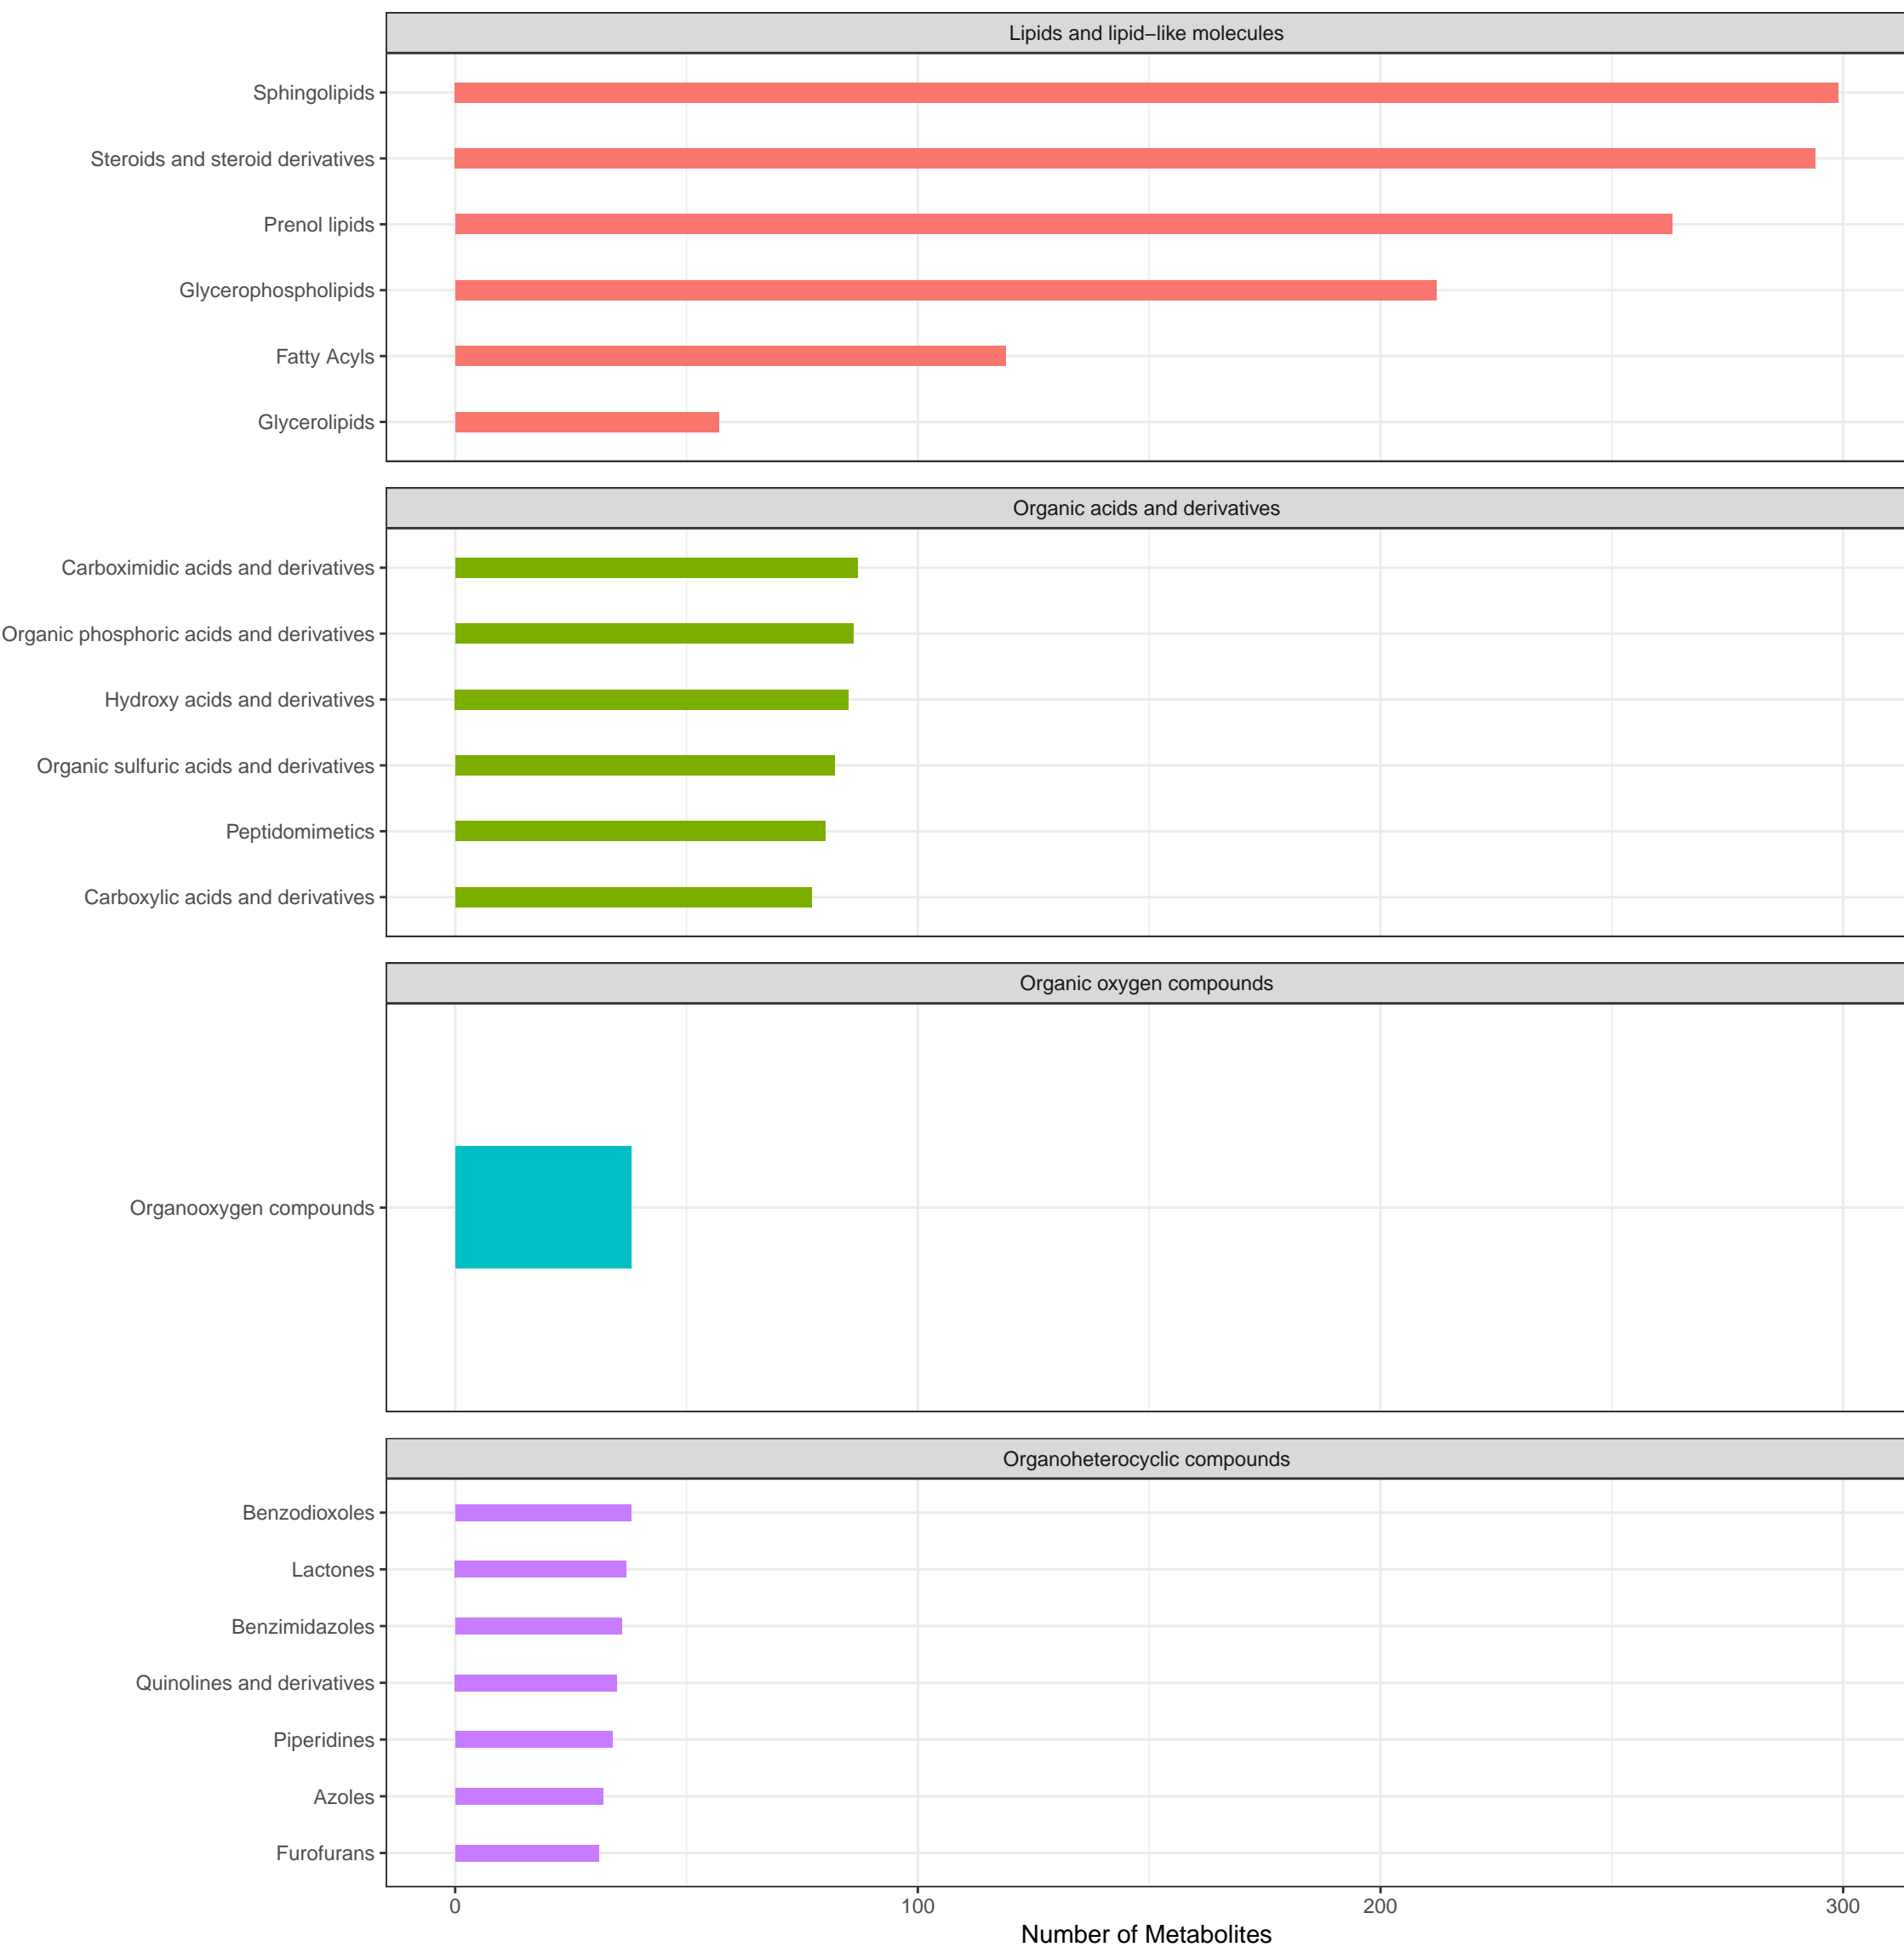 Lipids and lipid−like molecules
Sphingolipids
Steroids and steroid derivatives
Prenol lipids
Glycerophospholipids
Fatty Acyls
Glycerolipids
Organic acids and derivatives
Carboximidic acids and derivatives
Organic phosphoric acids and derivatives
Hydroxy acids and derivatives
Organic sulfuric acids and derivatives
Peptidomimetics
Carboxylic acids and derivatives
Organic oxygen compounds
Organooxygen compounds
Organoheterocyclic compounds
Benzodioxoles
Lactones
Benzimidazoles
Quinolines and derivatives
Piperidines
Azoles
Furofurans
0 100 200 300
Number of Metabolites